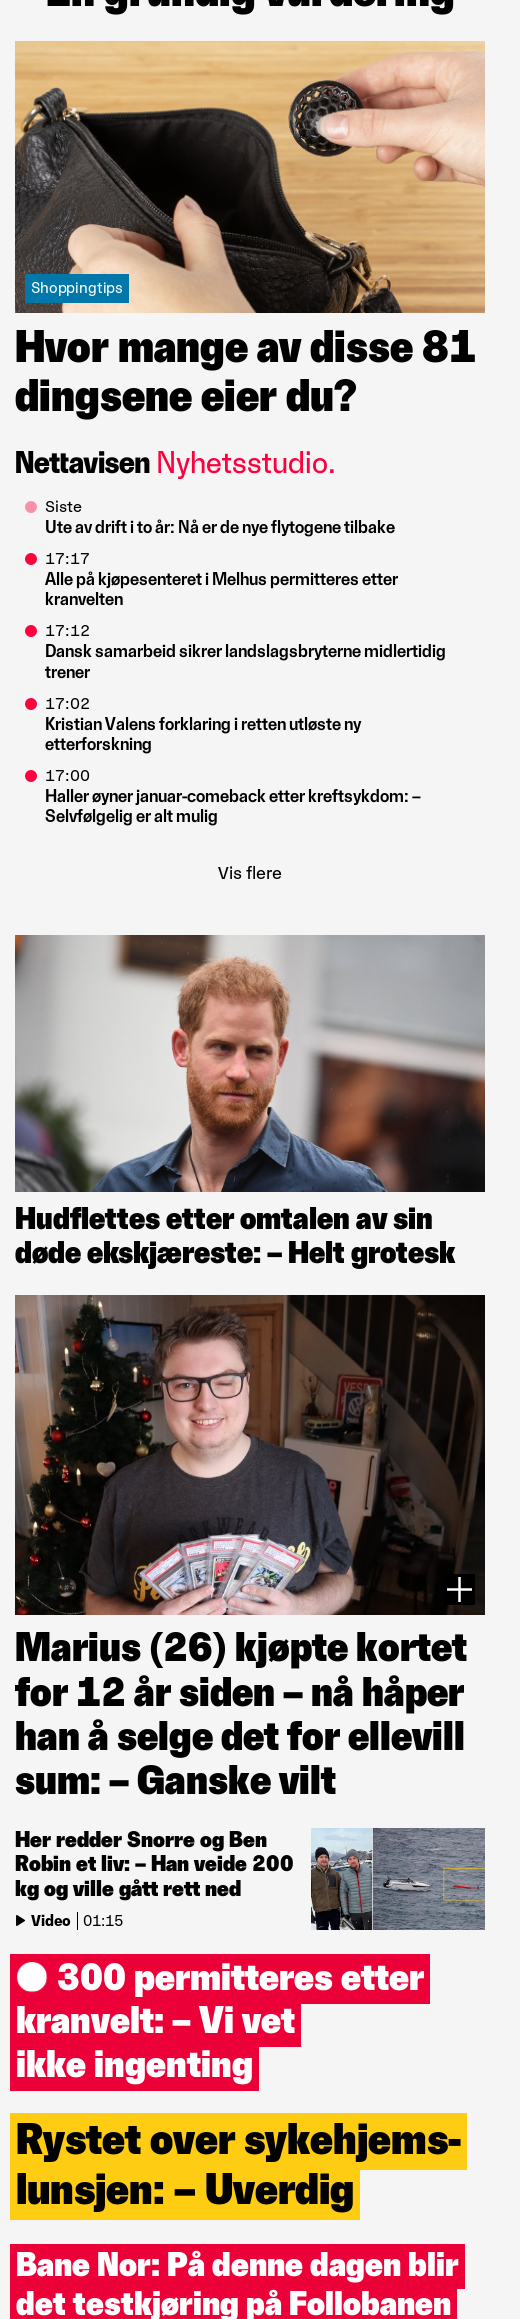 En grundig vurdering
Shoppingtips
Hvor mange av disse 81
dingsene eier du?
Nettavisen Nyhetsstudio.
Siste
Ute av drift i to år: Nå er de nye flytogene tilbake
17:17
Alle på kjøpesenteret i Melhus permitteres etter
kranvelten
17:12
Dansk samarbeid sikrer landslagsbryterne midlertidig
trener
17:02
Kristian Valens forklaring i retten utløste ny
etterforskning
17:00
Haller øyner januar-comeback etter kreftsykdom: –
Selvfølgelig er alt mulig
Vis flere
Hudflettes etter omtalen av sin
døde ekskjæreste: – Helt grotesk
Marius (26) kjøpte kortet
for 12 år siden – nå håper
han å selge det for ellevill
sum: – Ganske vilt
Her redder Snorre og Ben
Robin et liv: – Han veide 200
kg og ville gått rett ned
Video 01:15
300 permitteres etter
kranvelt: – Vi vet
ikke ingenting
Rystet over sykehjems-
lunsjen: – Uverdig
Bane Nor: På denne dagen blir
det testkjøring på Follobanen